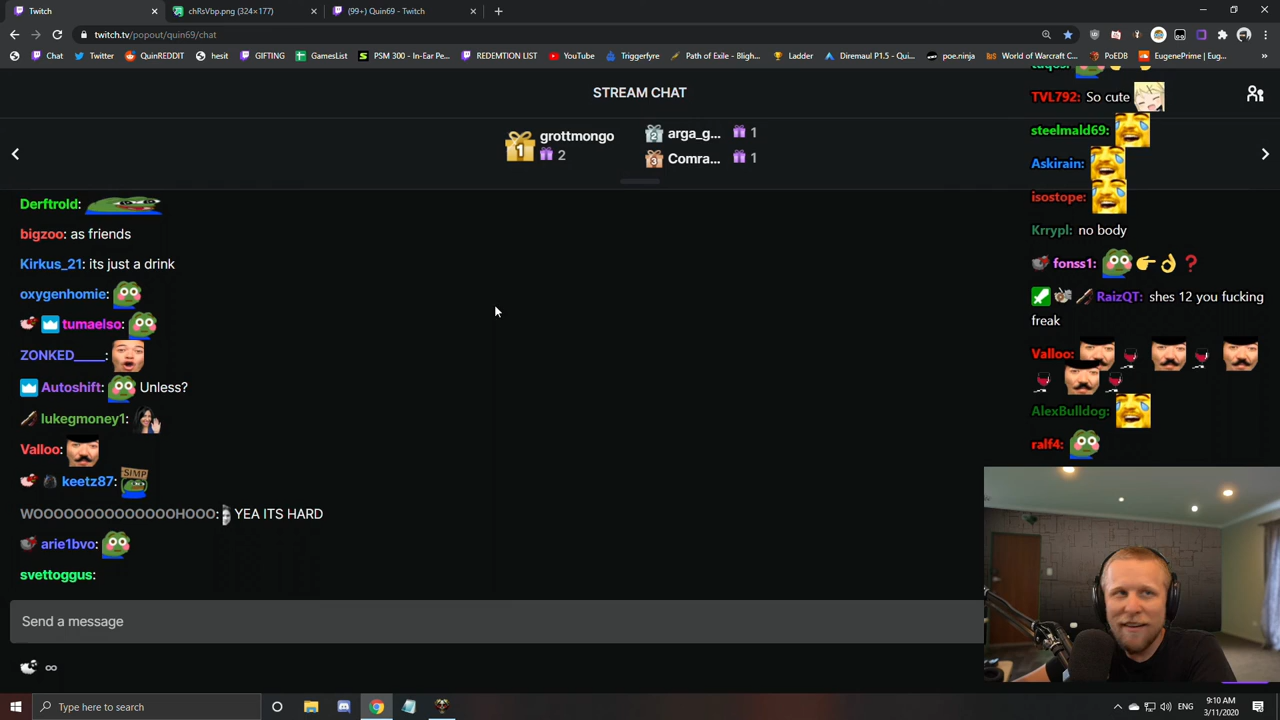 Twitch
chRsVbp.png (324×177)
(99+) Quin69 - Twitch
twitch.tv/popout/quin69/chat
Chat
Twitter
QuinREDDIT
hesit
GIFTING
GamesList
PSM 300 - In-Ear Pe...
REDEMTION LIST
YouTube
Triggerfyre
Path of Exile – Bligh...
Ladder
Diremaul P1.5 - Qui...
poe.ninja
World of Warcraft C...
PoEDB
EugenePrime | Eug...
STREAM CHAT
1 grottmongo
2
2 arga_g... 1
3 Comra... 1
Derftrold:
bigzoo: as friends
Kirkus_21: its just a drink
oxygenhomie:
tumaeiso:
ZONKED_____:
Autoshift: Unless?
lukegmoney1:
Valloo:
keetz87: SIMP
WOOOOOOOOOOOOOOHOOO: YEA ITS HARD
arie1bvo:
svettoggus:
Send a message
∞
TVL792: So cute
steelmald69:
Askirain:
isostope:
Krrypl: no body
fonss1: 👉👌❓
RaizQT: shes 12 you fucking
freak
Valloo:
AlexBulldog:
ralf4:
Type here to search
ENG
9:10 AM
3/11/2020